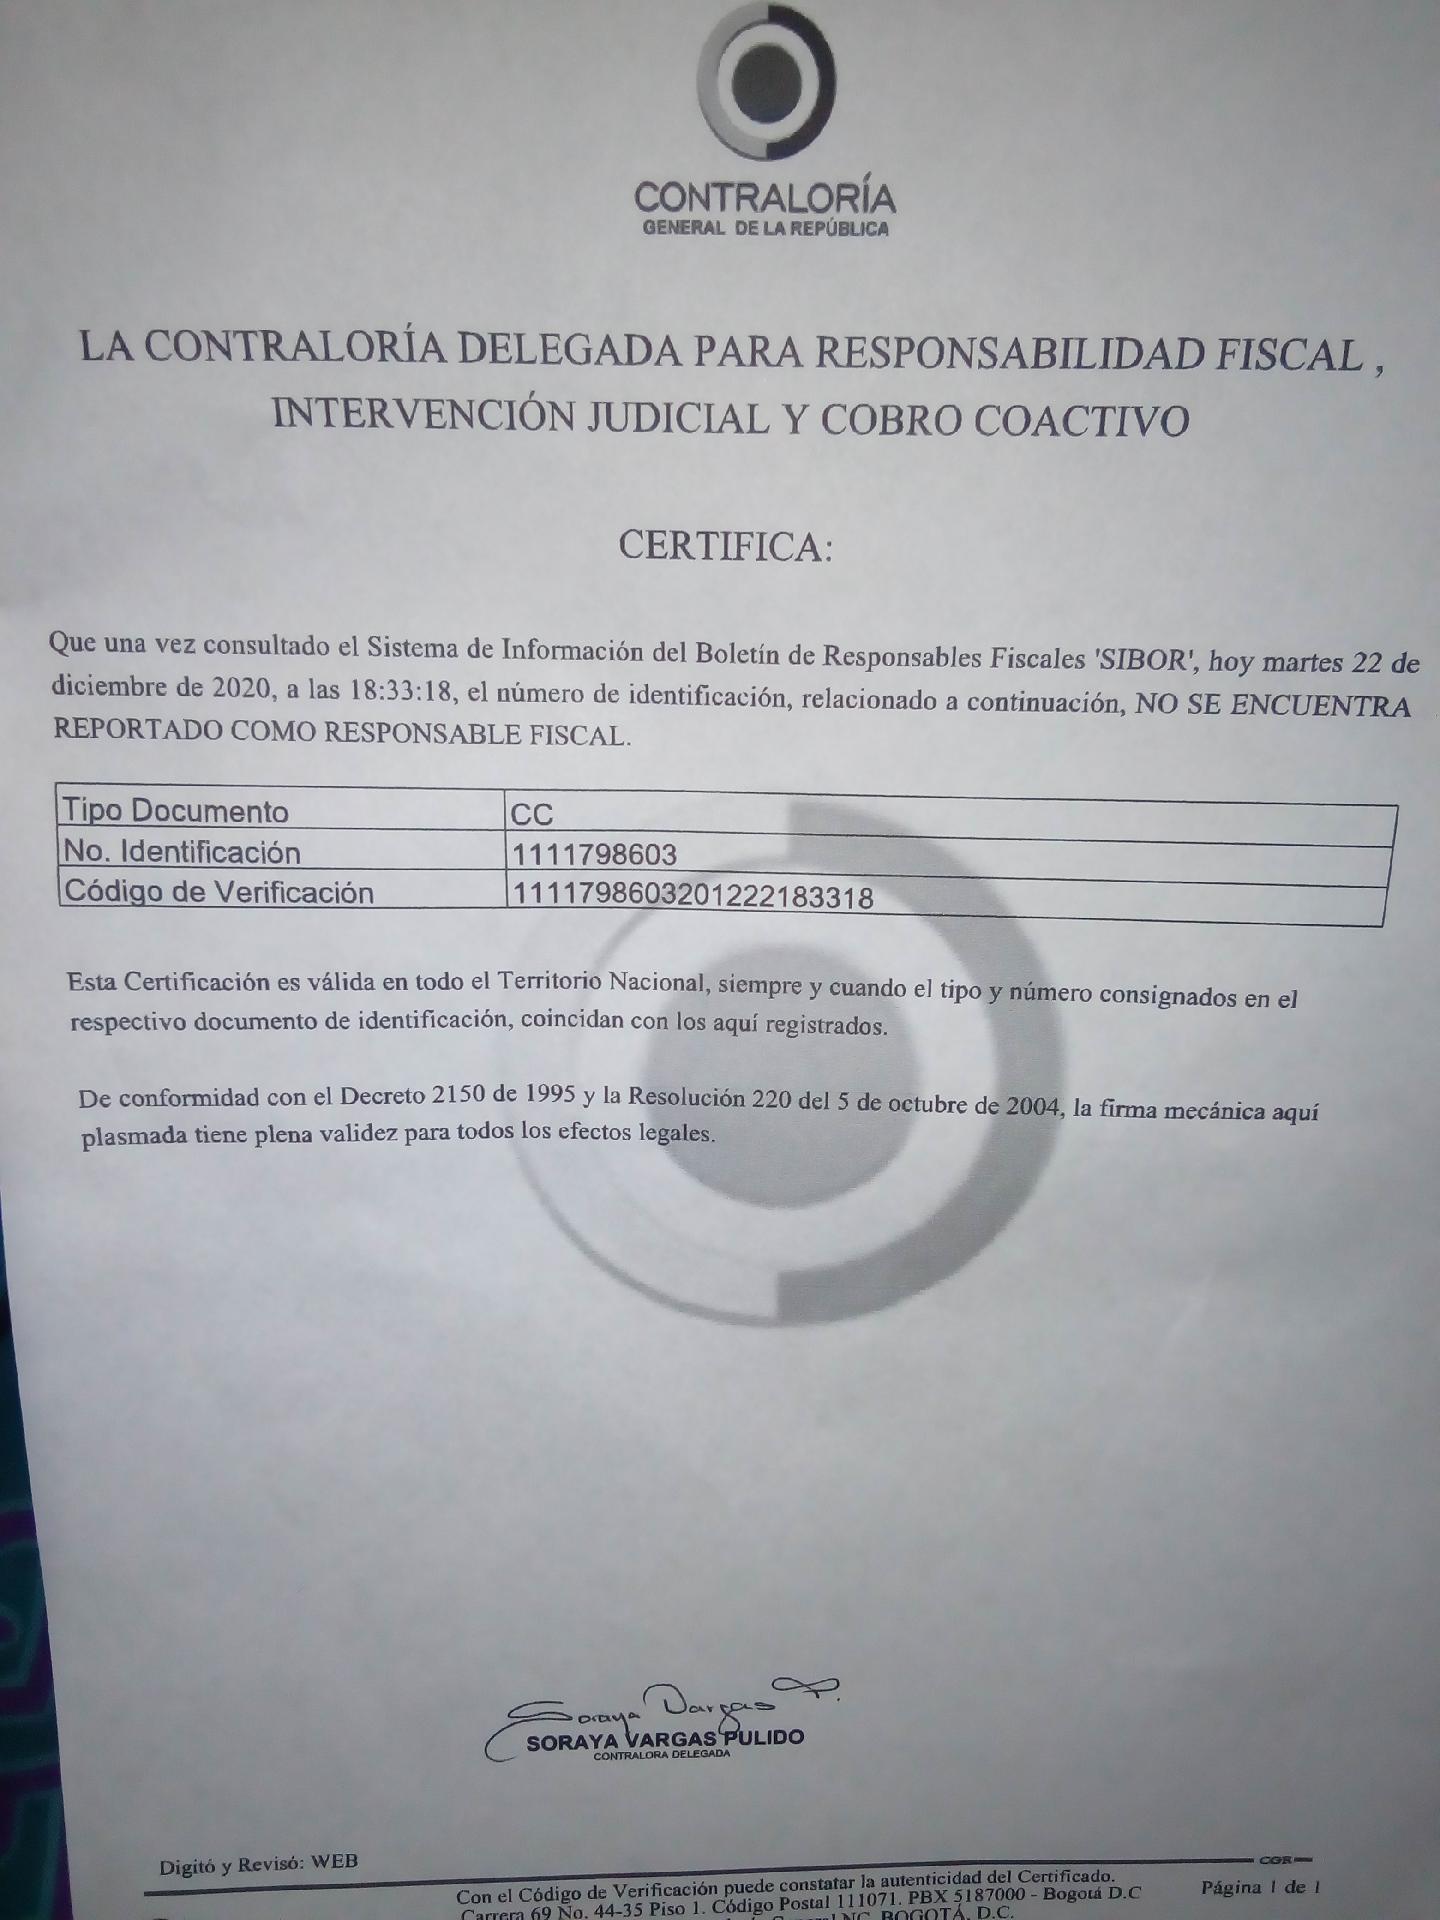 CONTRALORÍA
GENERAL DE LA REPÚBLICA
LA CONTRALORÍA DELEGADA PARA RESPONSABILIDAD FISCAL ,
INTERVENCIÓN JUDICIAL Y COBRO COACTIVO
CERTIFICA:
Que una vez consultado el Sistema de Información del Boletín de Responsables Fiscales 'SIBOR', hoy martes 22 de
diciembre de 2020, a las 18:33:18, el número de identificación, relacionado a continuación, NO SE ENCUENTRA
REPORTADO COMO RESPONSABLE FISCAL.
Tipo Documento CC
No. Identificación 1111798603
Código de Verificación 1111798603201222183318
Esta Certificación es válida en todo el Territorio Nacional, siempre y cuando el tipo y número consignados en el
respectivo documento de identificación, coincidan con los aquí registrados.
De conformidad con el Decreto 2150 de 1995 y la Resolución 220 del 5 de octubre de 2004, la firma mecánica aquí
plasmada tiene plena validez para todos los efectos legales.
Soraya Vargas P.
SORAYA VARGAS PULIDO
CONTRALORA DELEGADA
Digitó y Revisó: WEB
CGR
Con el Código de Verificación puede constatar la autenticidad del Certificado.
Carrera 69 No. 44-35 Piso 1. Código Postal 111071. PBX 5187000 - Bogotá D.C
Página 1 de 1
BOGOTÁ, D.C.